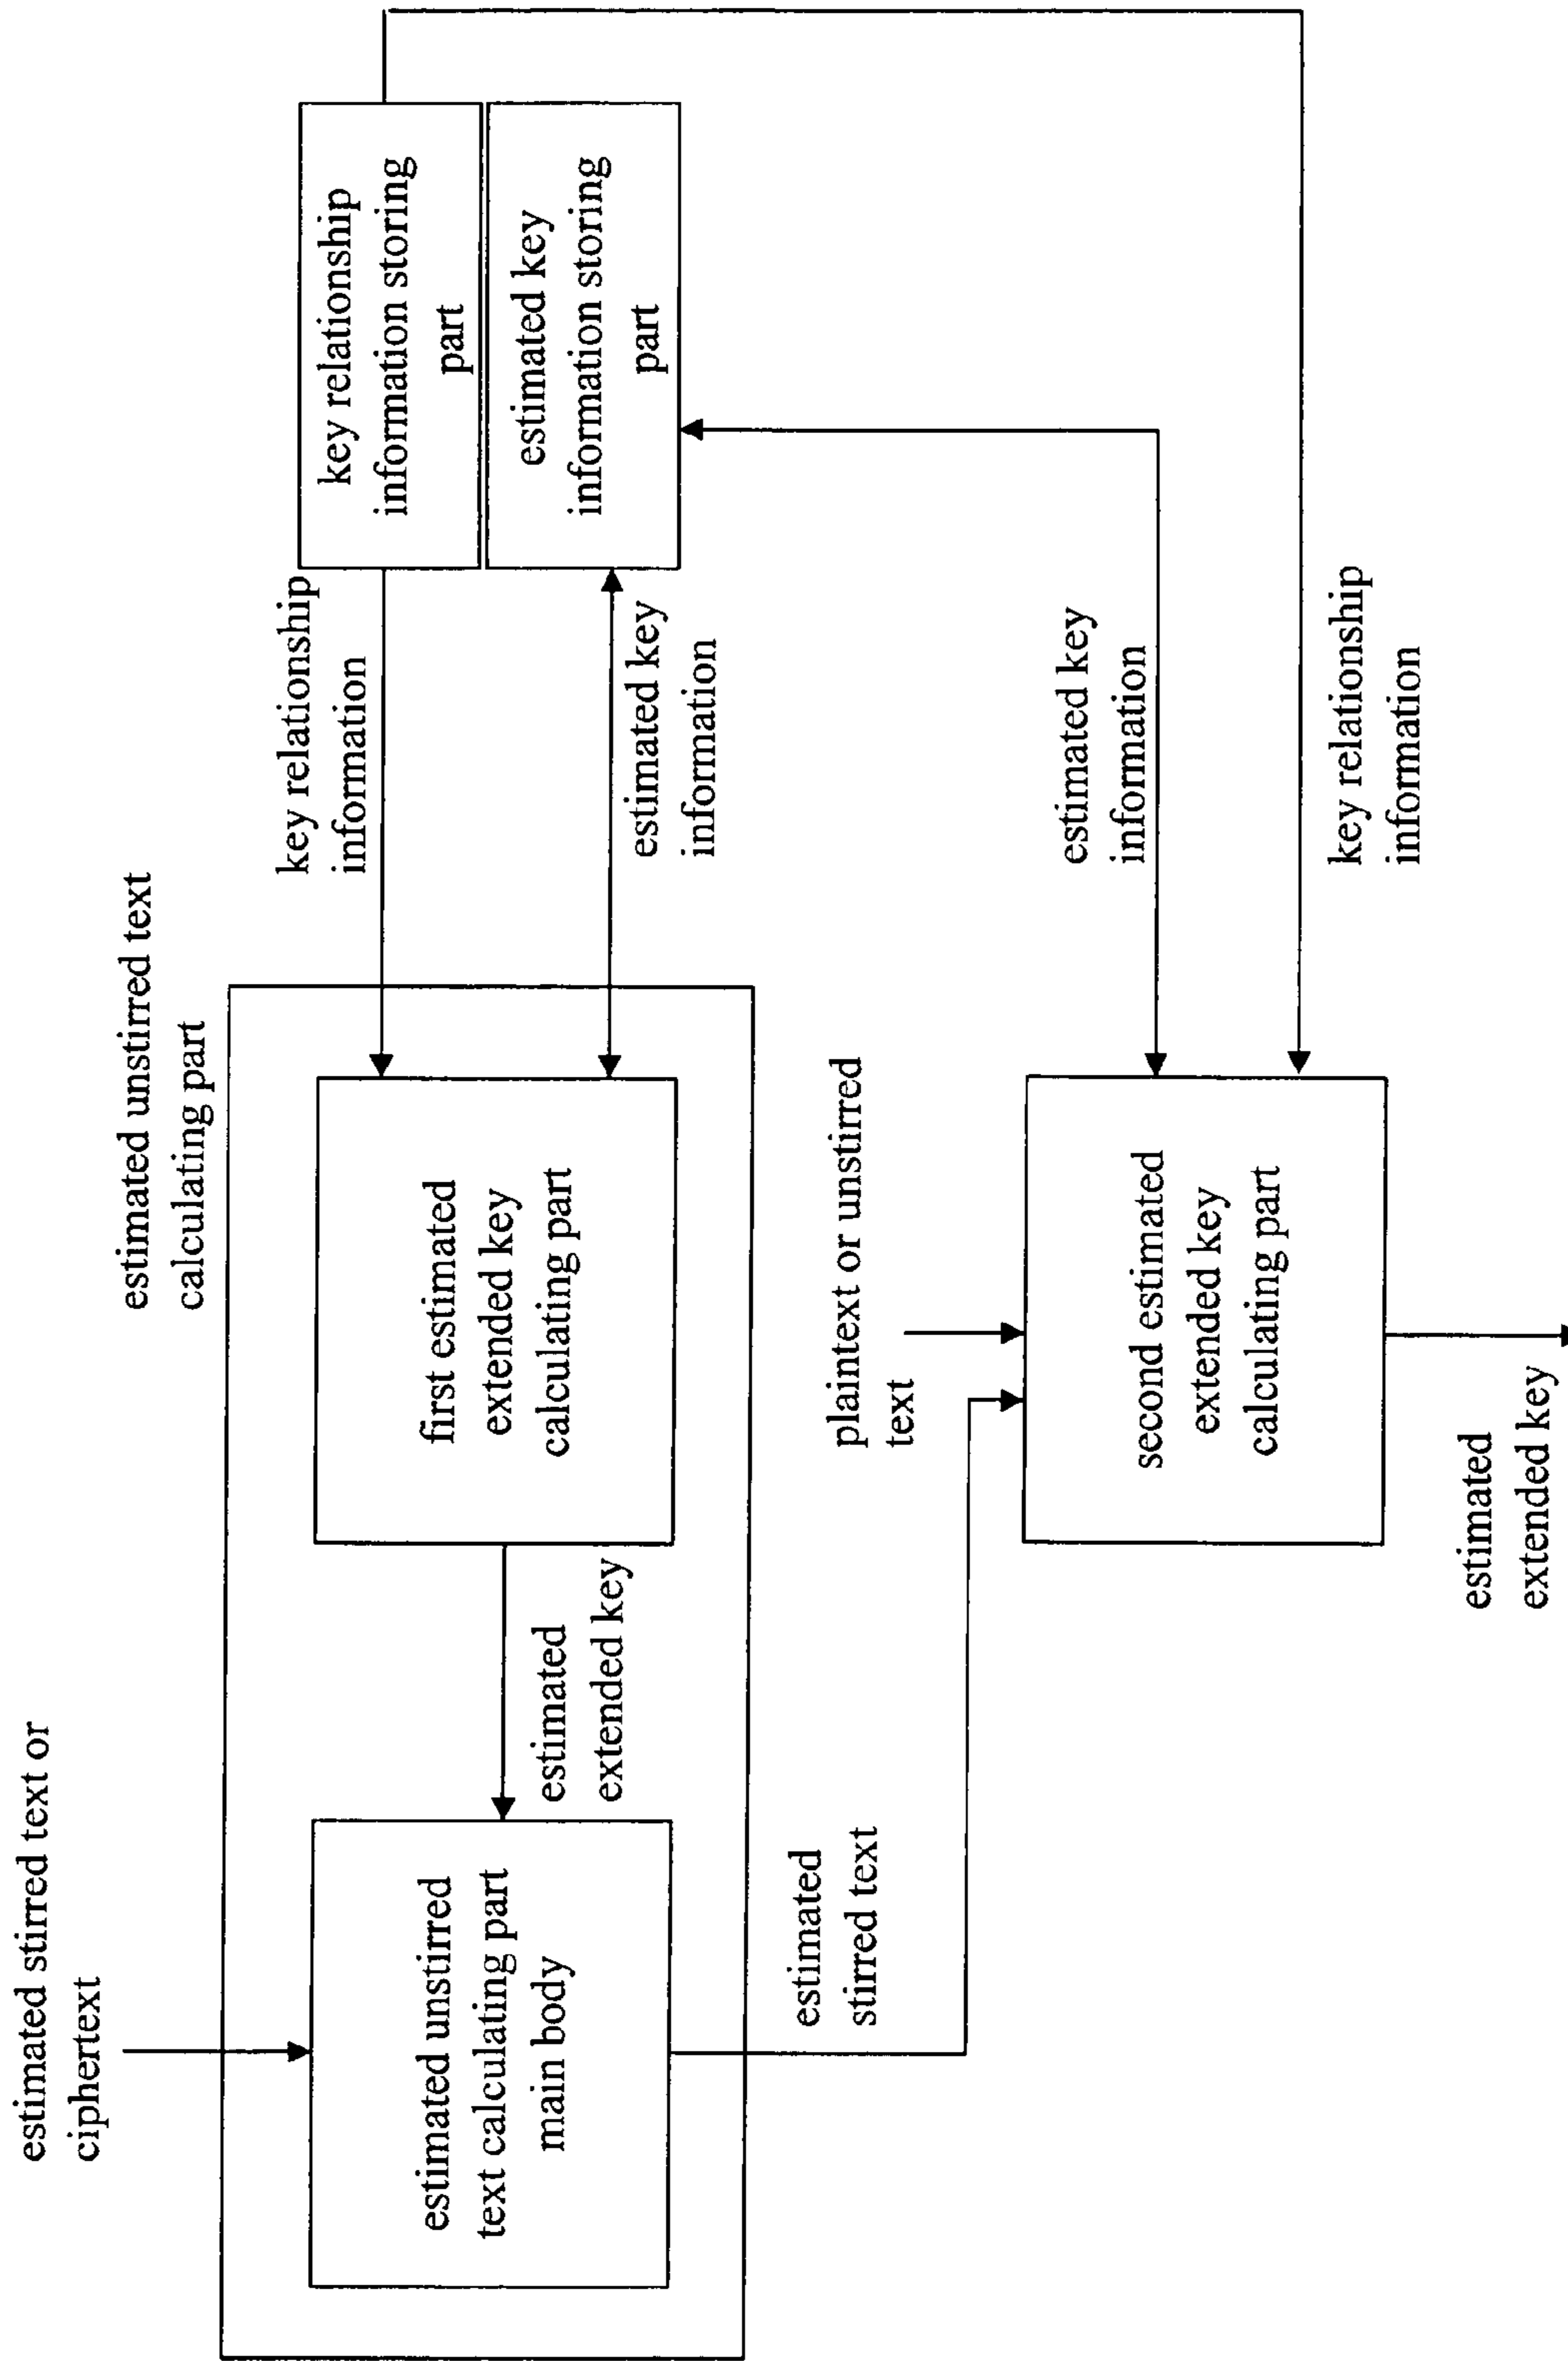 estimated stirred text or
ciphertext
estimated unstirred text
calculating part
estimated unstirred
text calculating part
main body
estimated
extended key
first estimated
extended key
calculating part
key relationship
information
estimated key
information
key relationship
information storing
part
estimated key
information storing
part
estimated
stirred text
plaintext or unstirred
text
second estimated
extended key
calculating part
estimated key
information
key relationship
information
estimated
extended key